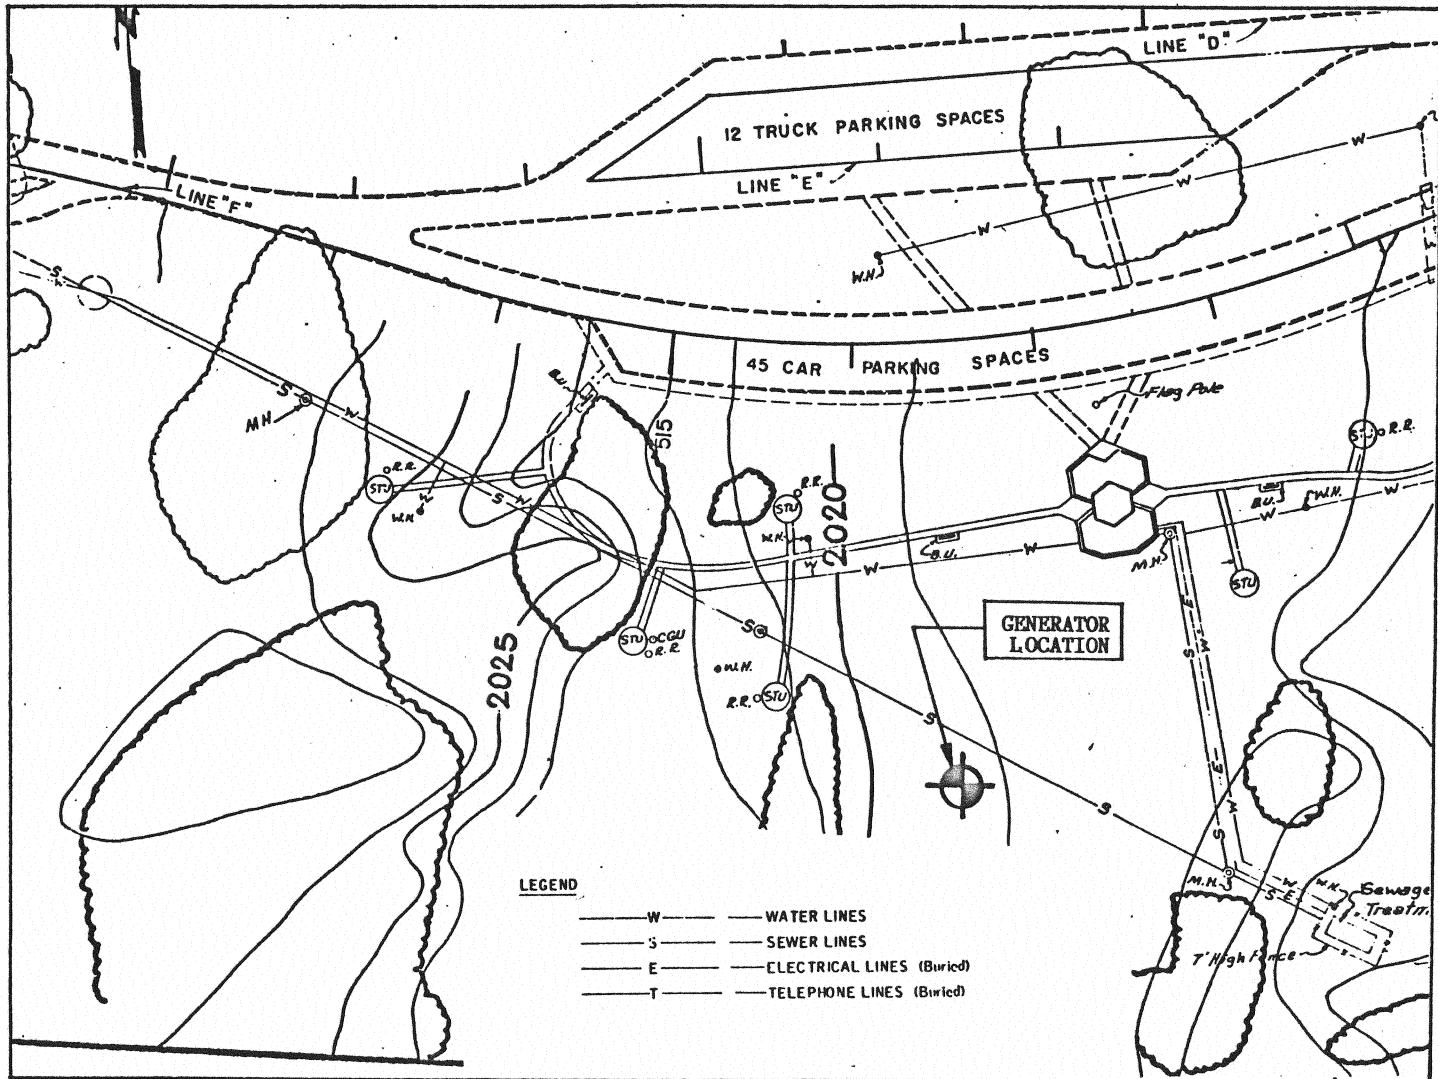 N
LINE "D"
12 TRUCK PARKING SPACES
LINE "E"
LINE "F"
W
W
W
W.H.
S
45 CAR PARKING SPACES
Flag Pole
B.U.
S
W
M.H.
515
R.R.
STU
W
W.H.
S
W
R.R.
STU
W.H.
W
2020
W
B.U.
W
M.H.
STU
R.R.
B.U.
W.H.
W
W
STU
STU
CGU
R.R.
S
W.H.
R.R.
STU
2025
GENERATOR
LOCATION
E
S
W
S
E
W
S
S
M.H.
W
S E
W.H.
Sewage
Treatm.
7' High Fence
LEGEND
W WATER LINES
S SEWER LINES
E ELECTRICAL LINES (Buried)
T TELEPHONE LINES (Buried)